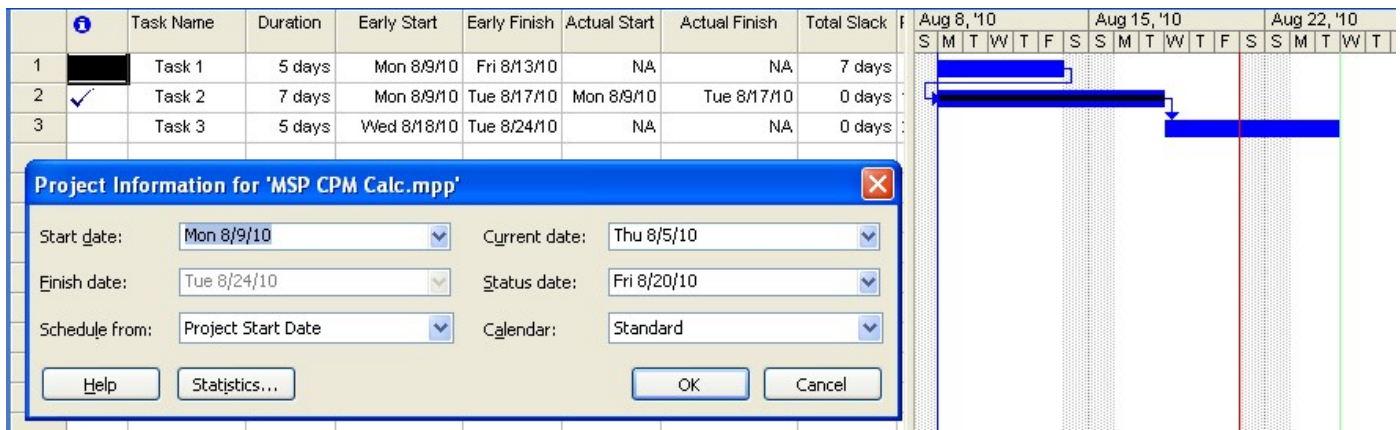 Task Name Duration Early Start Early Finish Actual Start Actual Finish Total Slack Aug 8, '10 Aug 15, '10 Aug 22, '10
S M T W T F S S M T W T F S S M T W T
1 Task 1 5 days Mon 8/9/10 Fri 8/13/10 NA NA 7 days
2 Task 2 7 days Mon 8/9/10 Tue 8/17/10 Mon 8/9/10 Tue 8/17/10 0 days
3 Task 3 5 days Wed 8/18/10 Tue 8/24/10 NA NA 0 days
Project Information for 'MSP CPM Calc.mpp'
Start date: Mon 8/9/10 Current date: Thu 8/5/10
Finish date: Tue 8/24/10 Status date: Fri 8/20/10
Schedule from: Project Start Date Calendar: Standard
Help Statistics... OK Cancel